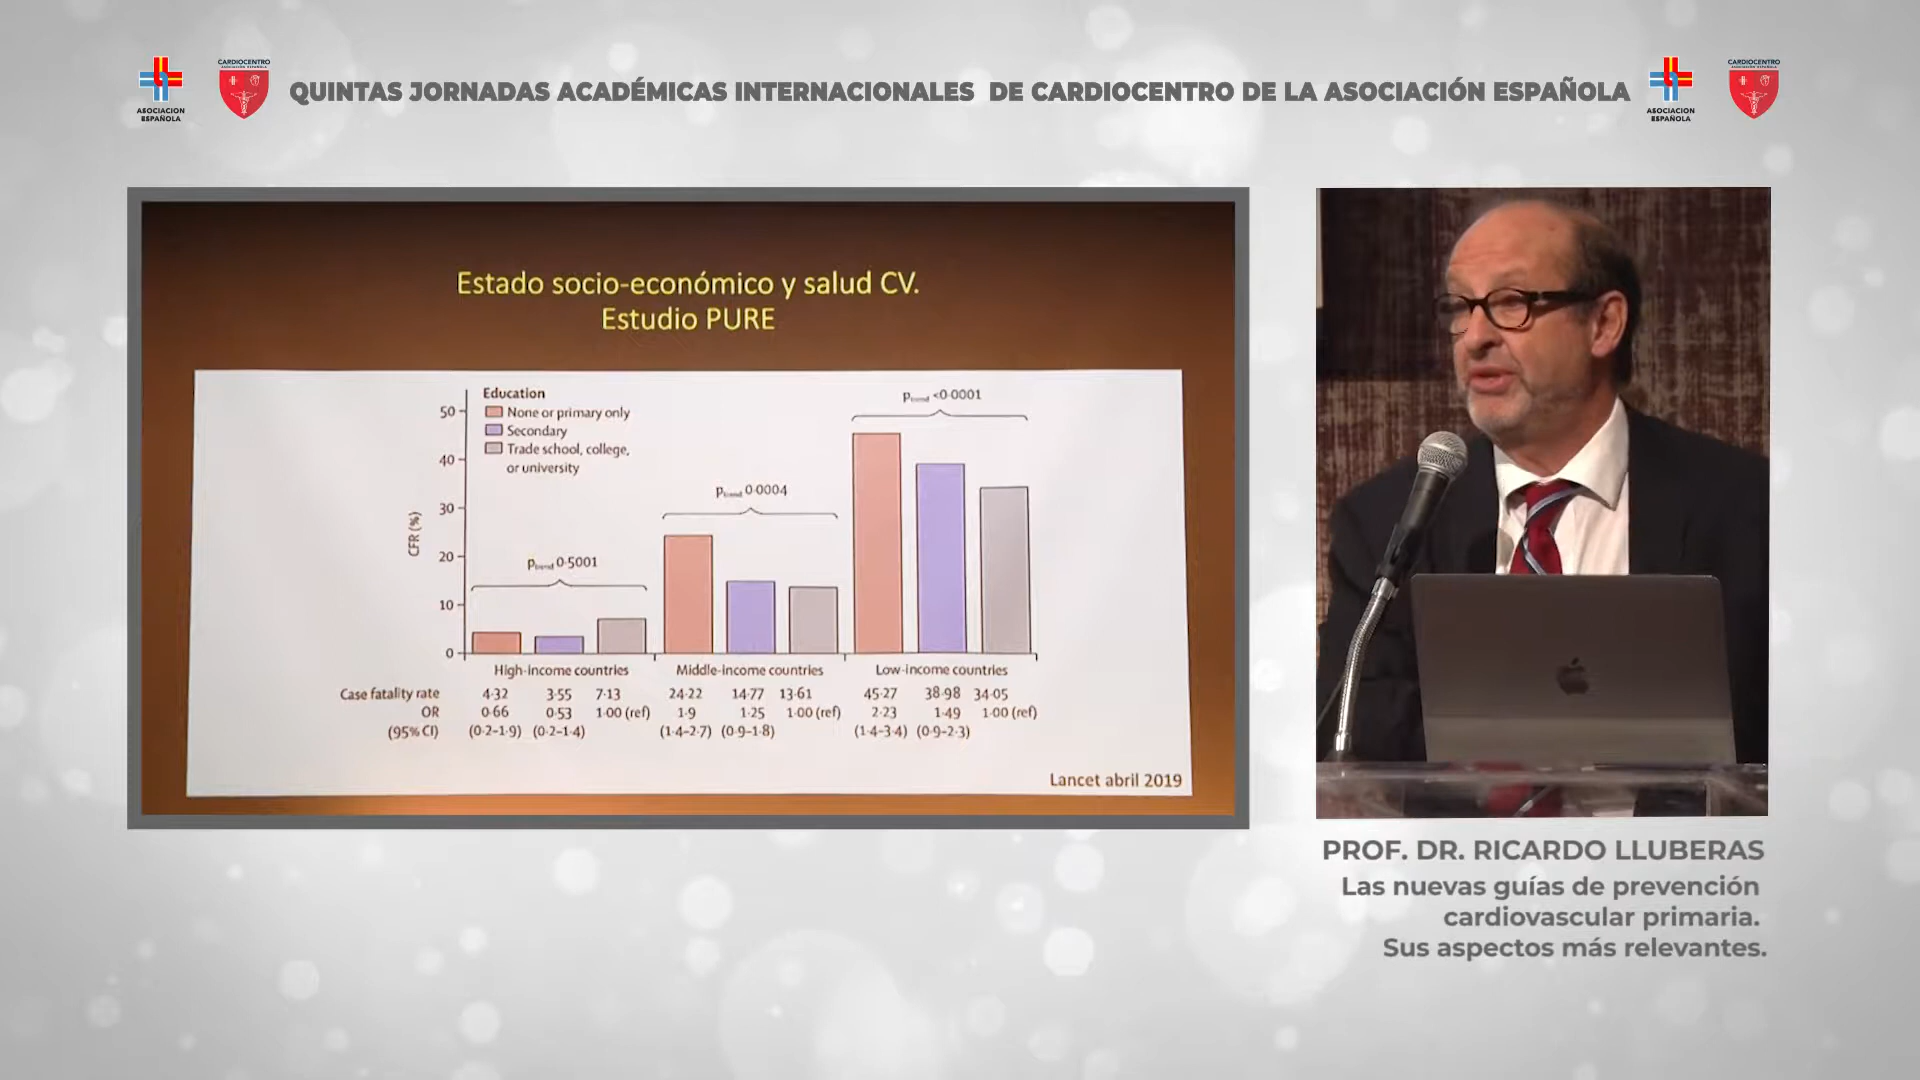 ASOCIACION
ESPAÑOLA
CARDIOCENTRO
ASOCIACIÓN ESPAÑOLA
QUINTAS JORNADAS ACADÉMICAS INTERNACIONALES DE CARDIOCENTRO DE LA ASOCIACIÓN ESPAÑOLA
ASOCIACION
ESPAÑOLA
CARDIOCENTRO
ASOCIACIÓN ESPAÑOLA
Estado socio-económico y salud CV.
Estudio PURE
Education
None or primary only
Secondary
Trade school, college,
or university
CFR (%)
50
40
30
20
10
0
Ptrend 0·5001
Ptrend 0·0004
Ptrend <0·0001
High-income countries Middle-income countries Low-income countries
Case fatality rate 4·32 3·55 7·13 24·22 14·77 13·61 45·27 38·98 34·05
OR 0·66 0·53 1·00 (ref) 1·9 1·25 1·00 (ref) 2·23 1·49 1·00 (ref)
(95% CI) (0·2–1·9) (0·2–1·4) (1·4–2·7) (0·9–1·8) (1·4–3·4) (0·9–2·3)
Lancet abril 2019
PROF. DR. RICARDO LLUBERAS
Las nuevas guías de prevención
cardiovascular primaria.
Sus aspectos más relevantes.